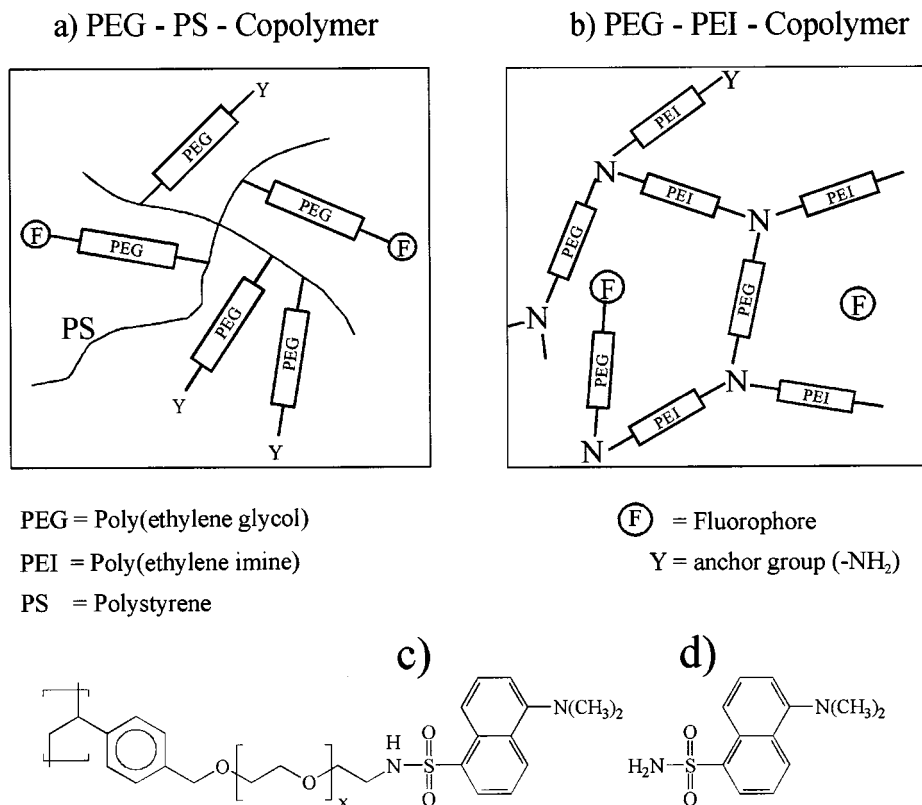 a) PEG - PS - Copolymer
Y
PEG
PEG
F
PEG
F
PS
PEG
PEG
Y
Y
b) PEG - PEI - Copolymer
Y
PEI
N
PEI
N
PEI
PEG
F
F
PEG
N
PEG
N
PEI
PEI
N
PEG = Poly(ethylene glycol)
PEI = Poly(ethylene imine)
PS = Polystyrene
F = Fluorophore
Y = anchor group (-NH₂)
c)
O
O
x
H
N
S
O
O
N(CH₃)₂
d)
H₂N
S
O
O
N(CH₃)₂